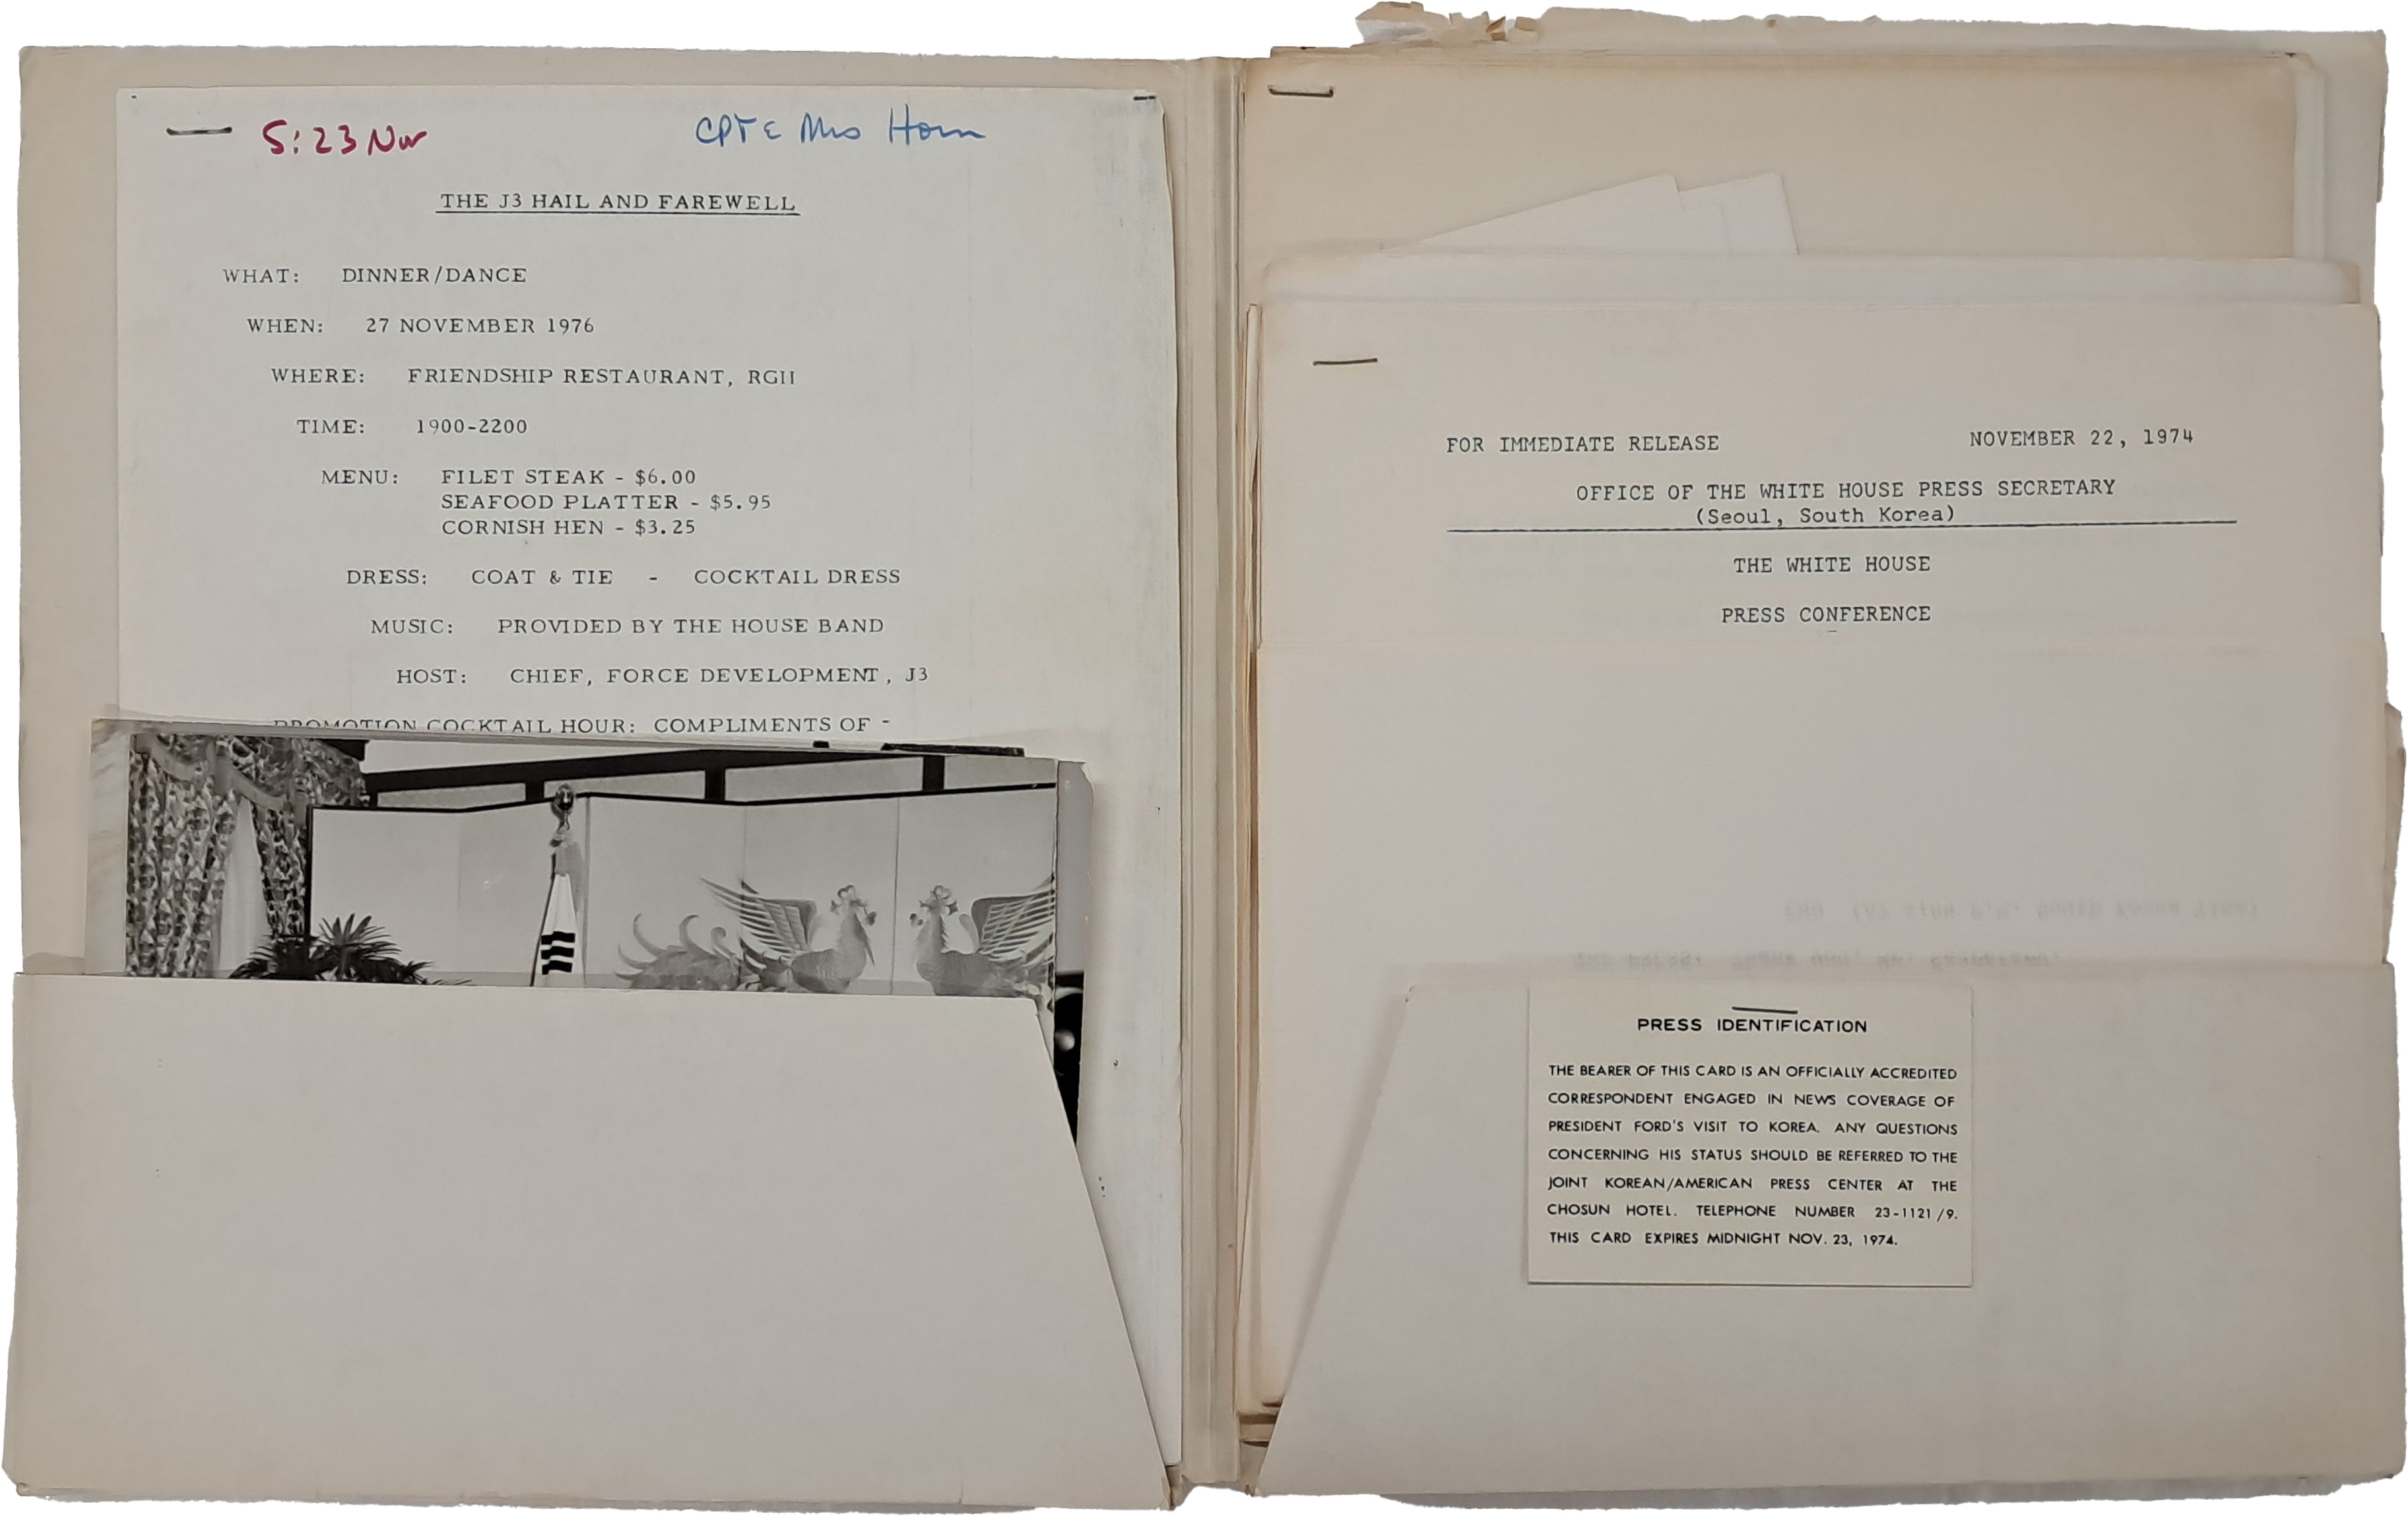 S: 23 Nov
CPT & Mrs Horn
THE J3 HAIL AND FAREWELL
WHAT: DINNER/DANCE
WHEN: 27 NOVEMBER 1976
WHERE: FRIENDSHIP RESTAURANT, RGII
TIME: 1900-2200
MENU: FILET STEAK - $6.00
SEAFOOD PLATTER - $5.95
CORNISH HEN - $3.25
DRESS: COAT & TIE - COCKTAIL DRESS
MUSIC: PROVIDED BY THE HOUSE BAND
HOST: CHIEF, FORCE DEVELOPMENT, J3
PROMOTION COCKTAIL HOUR: COMPLIMENTS OF -
FOR IMMEDIATE RELEASE NOVEMBER 22, 1974
OFFICE OF THE WHITE HOUSE PRESS SECRETARY
(Seoul, South Korea)
THE WHITE HOUSE
PRESS CONFERENCE
PRESS IDENTIFICATION
THE BEARER OF THIS CARD IS AN OFFICIALLY ACCREDITED
CORRESPONDENT ENGAGED IN NEWS COVERAGE OF
PRESIDENT FORD'S VISIT TO KOREA. ANY QUESTIONS
CONCERNING HIS STATUS SHOULD BE REFERRED TO THE
JOINT KOREAN/AMERICAN PRESS CENTER AT THE
CHOSUN HOTEL. TELEPHONE NUMBER 23-1121/9.
THIS CARD EXPIRES MIDNIGHT NOV. 23, 1974.